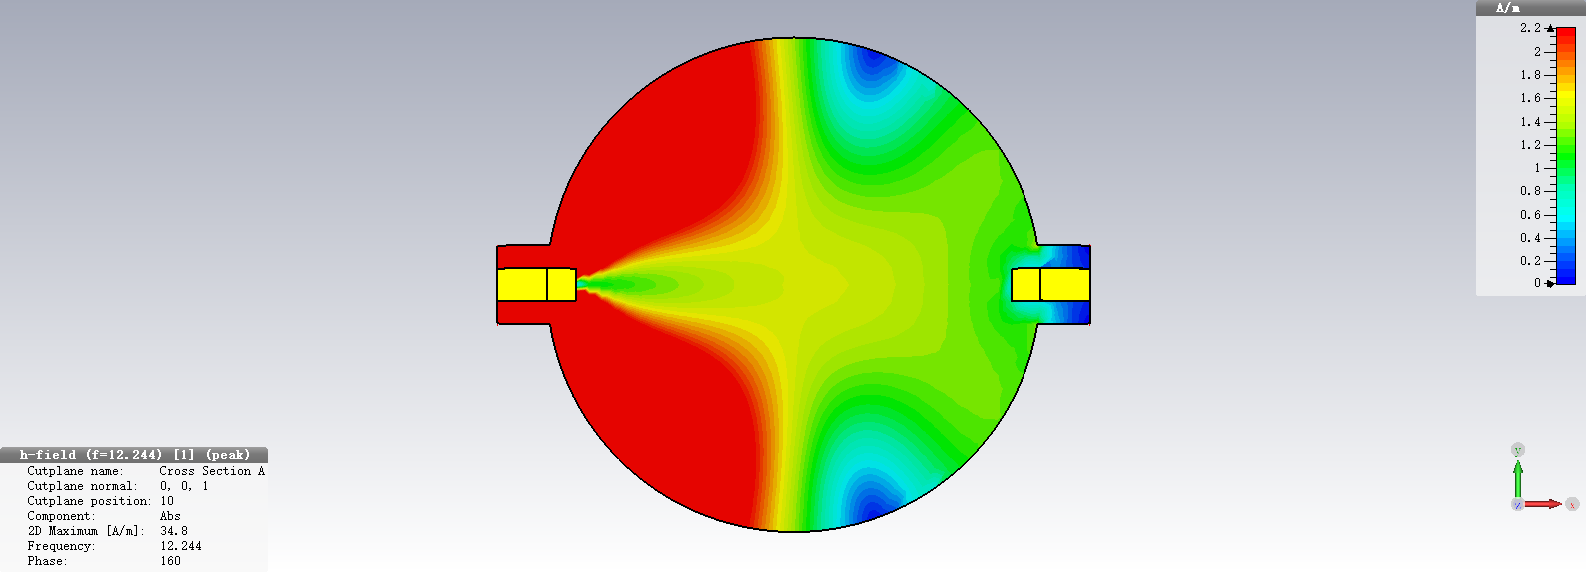 A/m
2.2
2
1.8
1.6
1.4
1.2
1
0.8
0.6
0.4
0.2
0
h-field (f=12.244) [1] (peak)
Cutplane name: Cross Section A
Cutplane normal: 0, 0, 1
Cutplane position: 10
Component: Abs
2D Maximum [A/m]: 34.8
Frequency: 12.244
Phase: 160
y
z
x